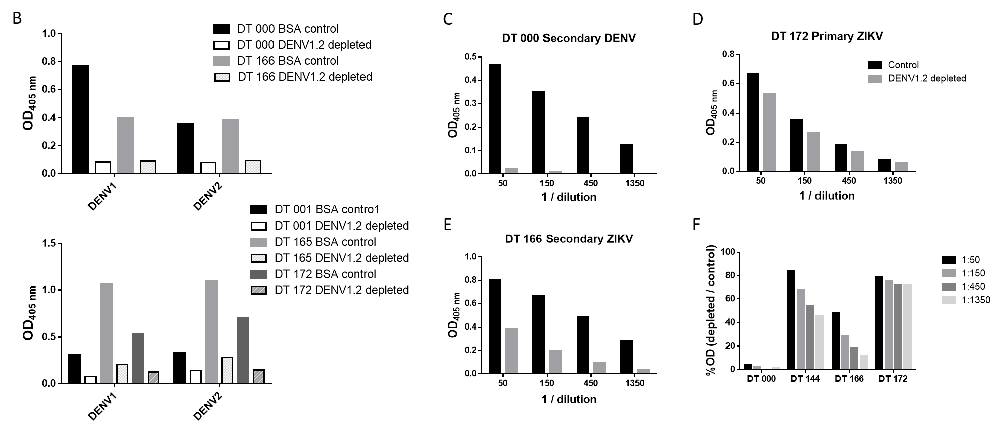 B
DT 000 BSA control
DT 000 DENV1.2 depleted
DT 166 BSA control
DT 166 DENV1.2 depleted
1.0
0.8
0.6
0.4
0.2
0.0
OD405 nm
DENV1
DENV2
DT 001 BSA contro1
DT 001 DENV1.2 depleted
DT 165 BSA control
DT 165 DENV1.2 depleted
DT 172 BSA control
DT 172 DENV1.2 depleted
1.5
1.0
0.5
0.0
OD405 nm
DENV1
DENV2
C
DT 000 Secondary DENV
0.5
0.4
0.3
0.2
0.1
0.0
OD405 nm
50 150 450 1350
1 / dilution
D
DT 172 Primary ZIKV
Control
DENV1.2 depleted
0.8
0.6
0.4
0.2
0.0
OD405 nm
50 150 450 1350
1 / dilution
E
DT 166 Secondary ZIKV
1.0
0.8
0.6
0.4
0.2
0.0
OD405 nm
50 150 450 1350
1 / dilution
F
100
80
60
40
20
0
%OD (depleted / control)
DT 000 DT 144 DT 166 DT 172
1:50
1:150
1:450
1:1350